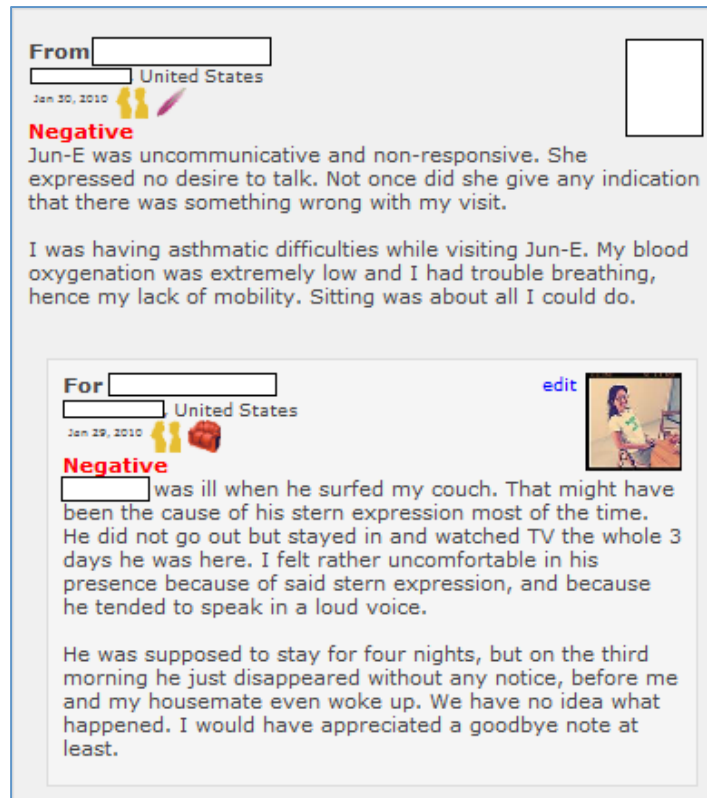 From
, United States
Jan 30, 2010
Negative
Jun-E was uncommunicative and non-responsive. She
expressed no desire to talk. Not once did she give any indication
that there was something wrong with my visit.
I was having asthmatic difficulties while visiting Jun-E. My blood
oxygenation was extremely low and I had trouble breathing,
hence my lack of mobility. Sitting was about all I could do.
For
edit
, United States
Jan 29, 2010
Negative
was ill when he surfed my couch. That might have
been the cause of his stern expression most of the time.
He did not go out but stayed in and watched TV the whole 3
days he was here. I felt rather uncomfortable in his
presence because of said stern expression, and because
he tended to speak in a loud voice.
He was supposed to stay for four nights, but on the third
morning he just disappeared without any notice, before me
and my housemate even woke up. We have no idea what
happened. I would have appreciated a goodbye note at
least.